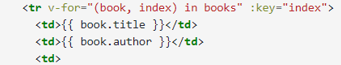 <tr v-for="(book, index) in books" :key="index">
<td>{{ book.title }}</td>
<td>{{ book.author }}</td>
<td>